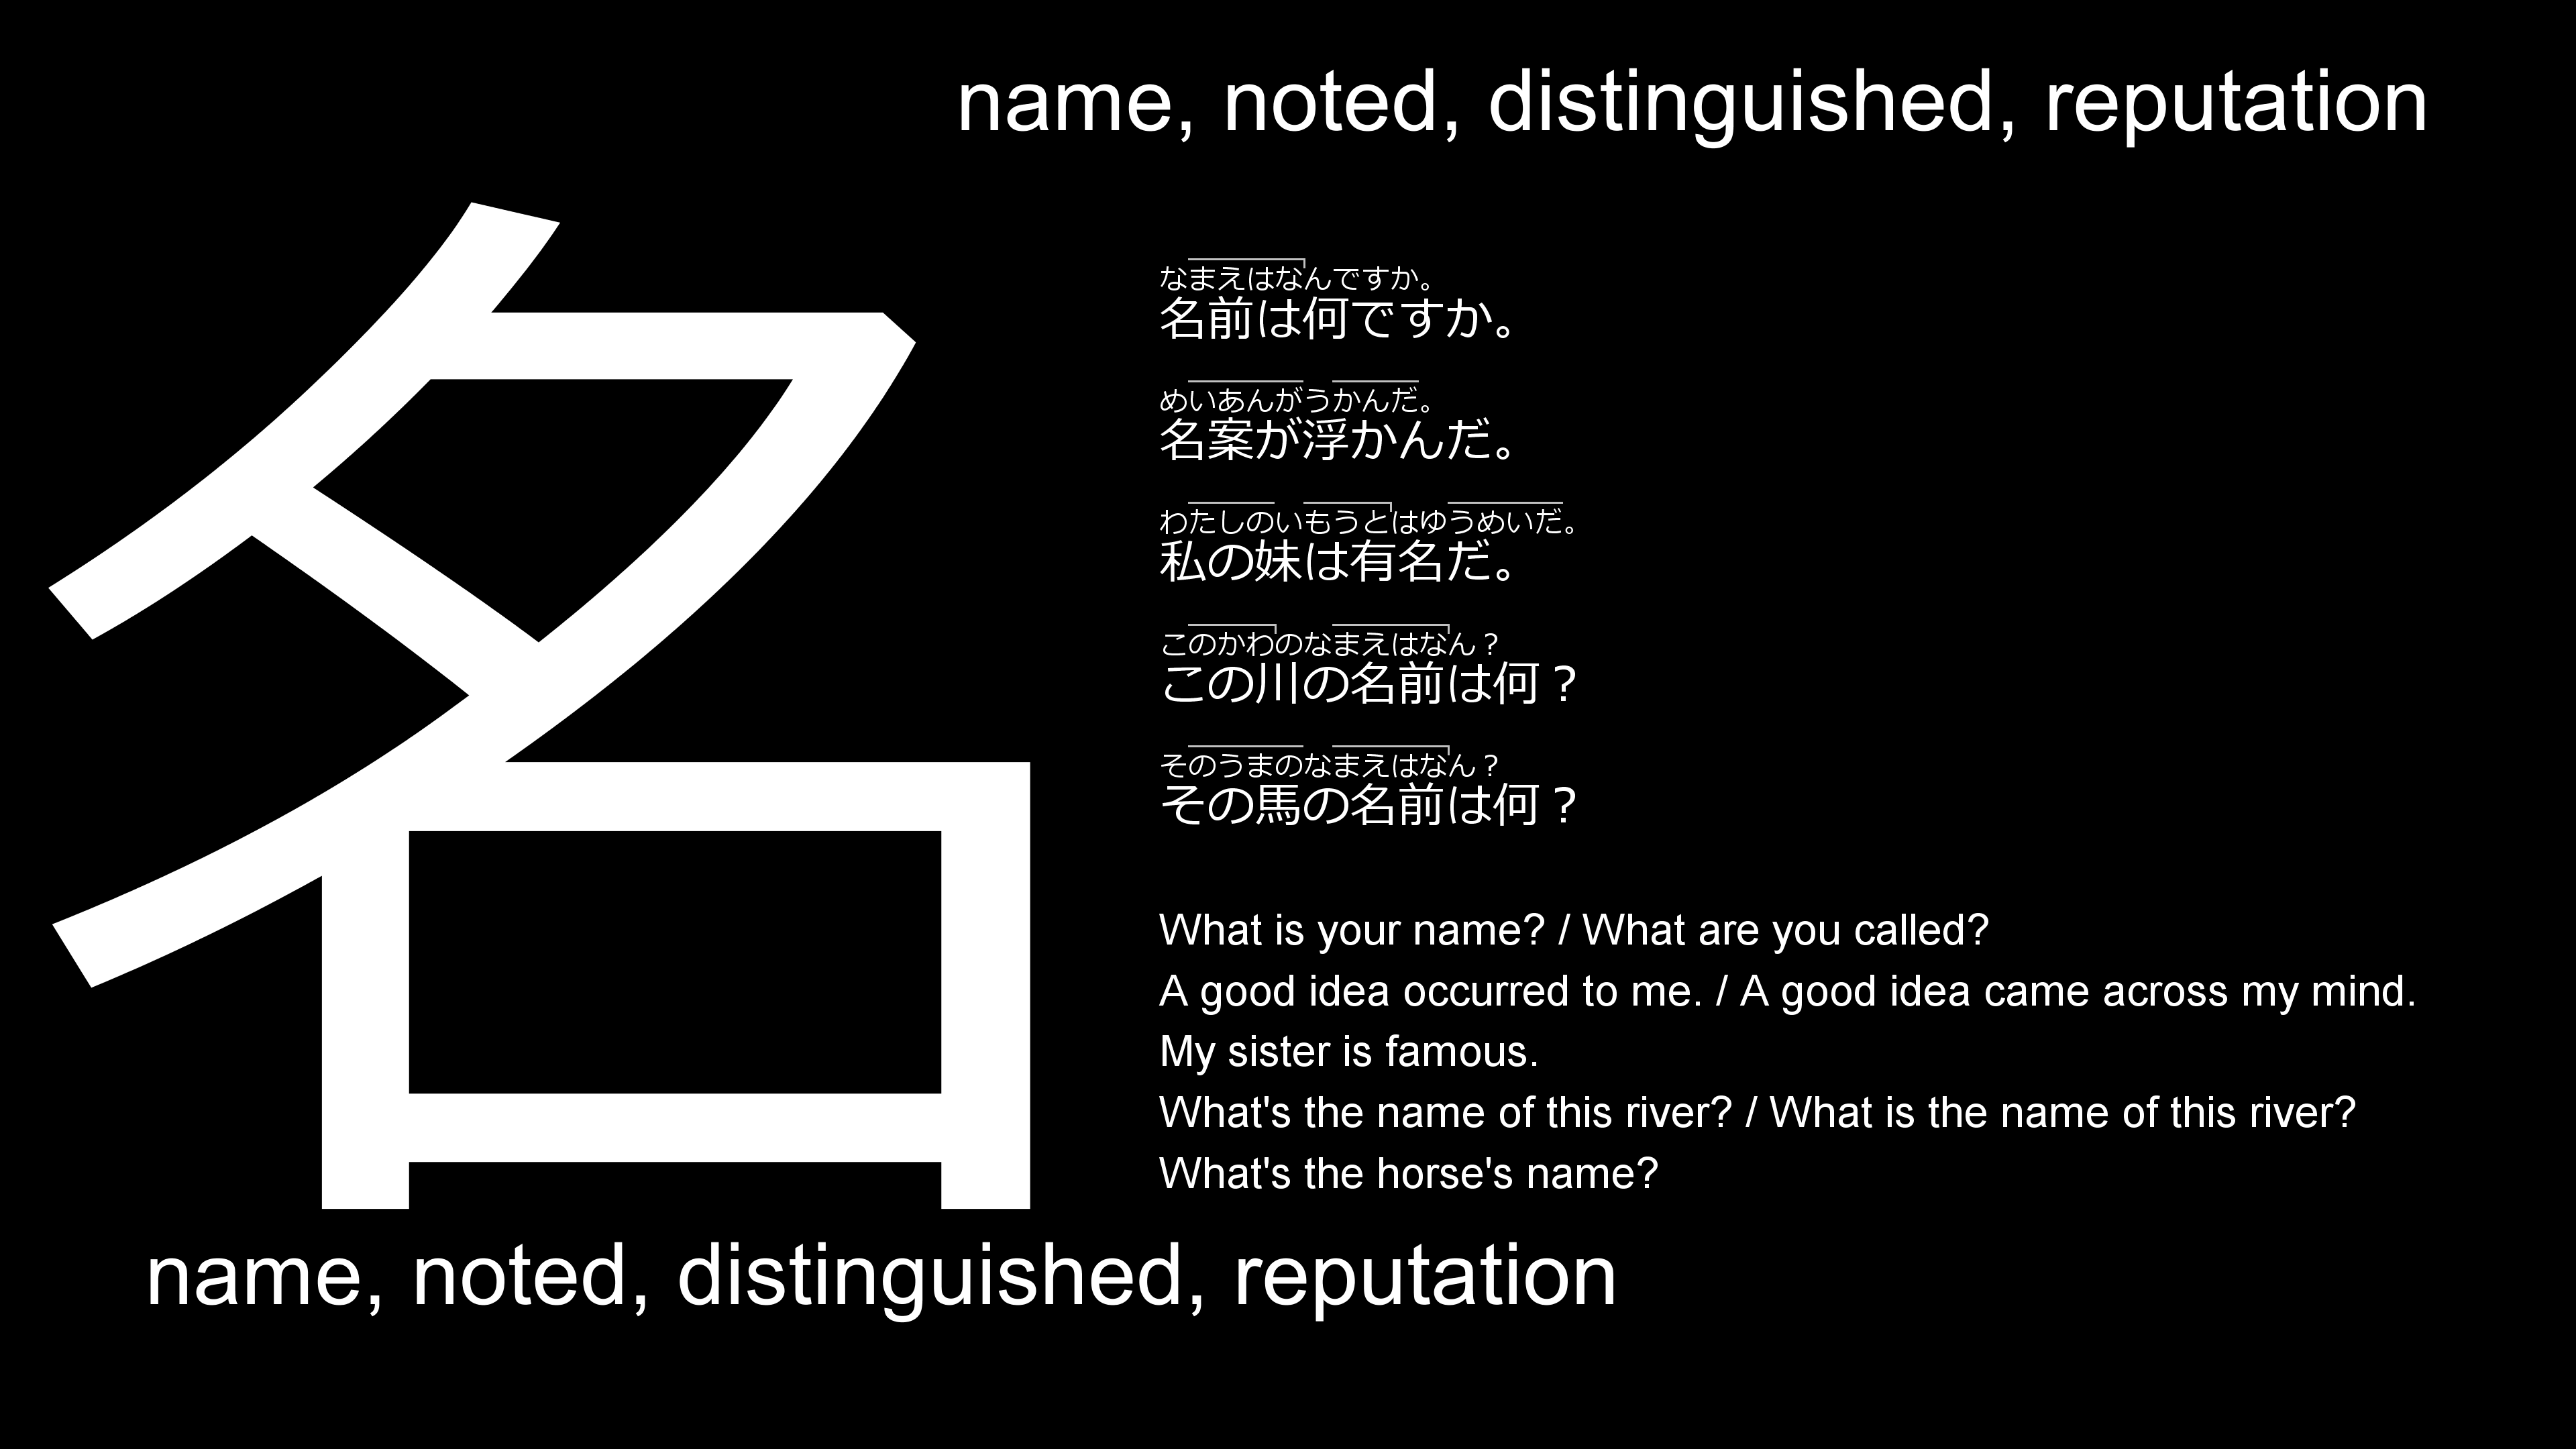 name, noted, distinguished, reputation
名
なまえはなんですか。
名前は何ですか。
めいあんがうかんだ。
名案が浮かんだ。
わたしのいもうとはゆうめいだ。
私の妹は有名だ。
このかわのなまえはなん？
この川の名前は何？
そのうまのなまえはなん？
その馬の名前は何？
What is your name? / What are you called?
A good idea occurred to me. / A good idea came across my mind.
My sister is famous.
What's the name of this river? / What is the name of this river?
What's the horse's name?
name, noted, distinguished, reputation